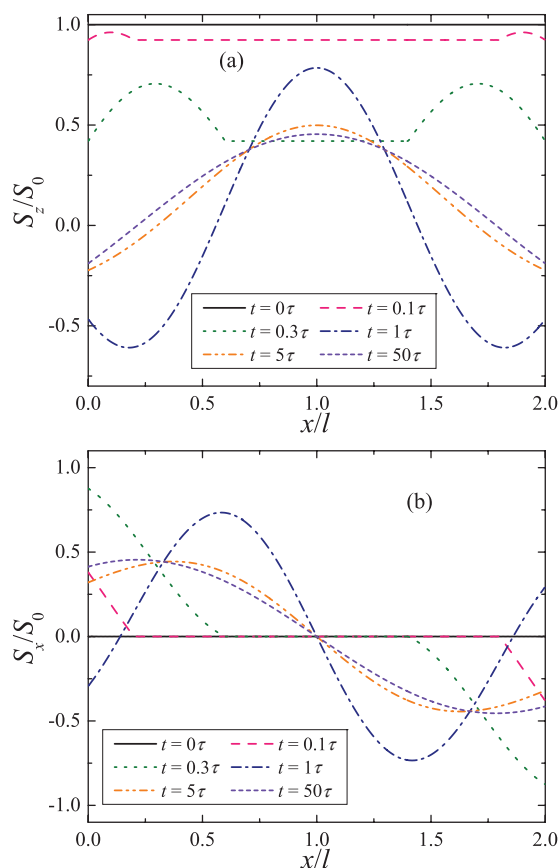 1.0
(a)
0.5
0.0
-0.5
S_z/S_0
t = 0τ t = 0.1τ
t = 0.3τ t = 1τ
t = 5τ t = 50τ
0.0 0.5 1.0 1.5 2.0
x/l
1.0
(b)
0.5
0.0
-0.5
-1.0
S_x/S_0
t = 0τ t = 0.1τ
t = 0.3τ t = 1τ
t = 5τ t = 50τ
0.0 0.5 1.0 1.5 2.0
x/l